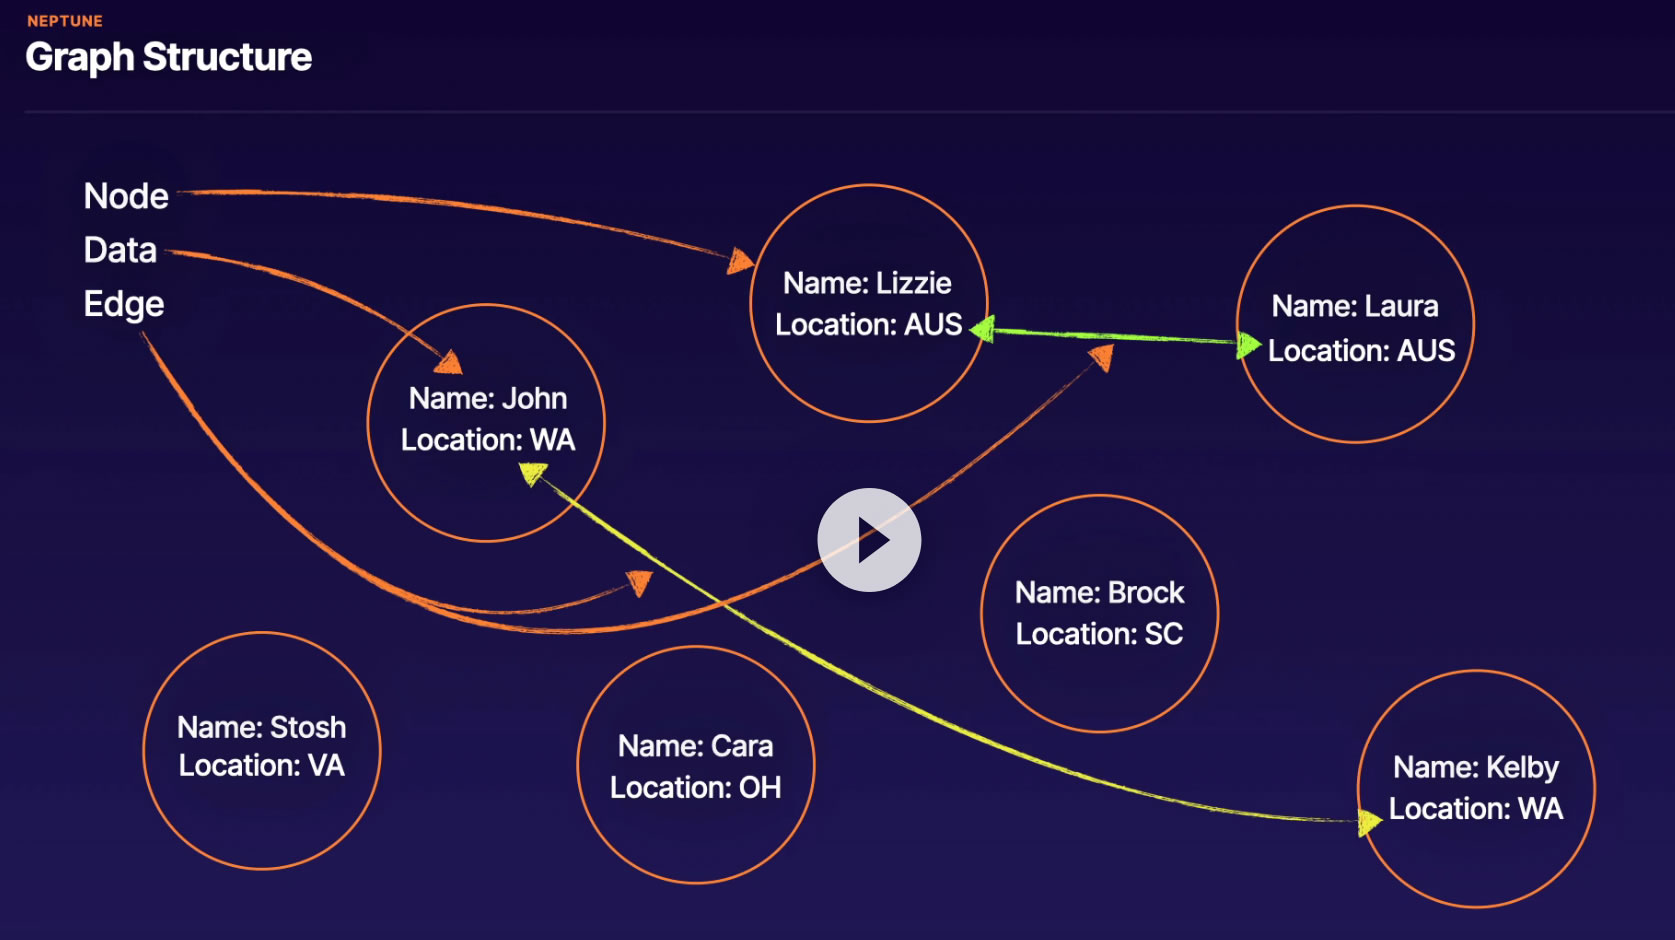 NEPTUNE
Graph Structure
Node
Data
Edge
Name: Lizzie
Location: AUS
Name: Laura
Location: AUS
Name: John
Location: WA
Name: Brock
Location: SC
Name: Stosh
Location: VA
Name: Cara
Location: OH
Name: Kelby
Location: WA